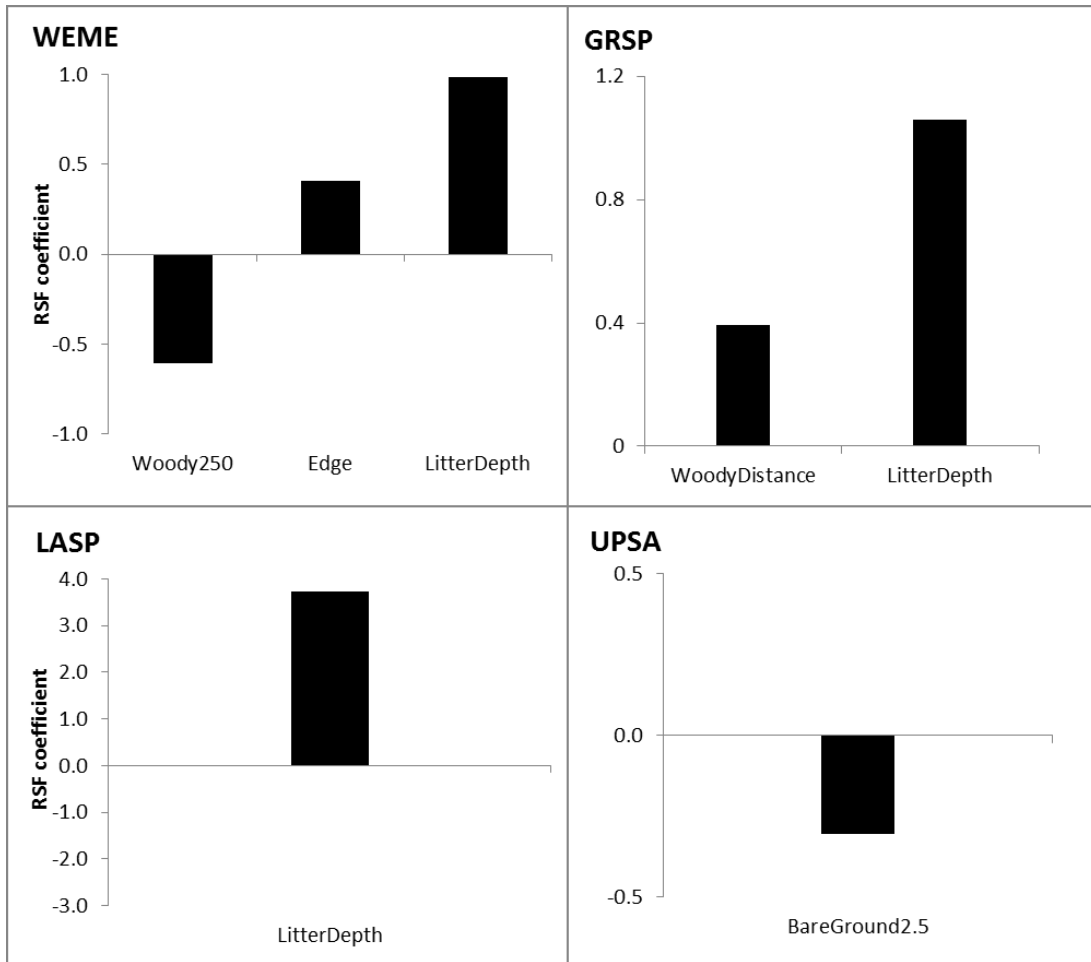 WEME
RSF coefficient
1.0
0.5
0.0
-0.5
-1.0
Woody250 Edge LitterDepth
GRSP
1.2
0.8
0.4
0
WoodyDistance LitterDepth
LASP
RSF coefficient
4.0
3.0
2.0
1.0
0.0
-1.0
-2.0
-3.0
LitterDepth
UPSA
0.5
0.0
-0.5
BareGround2.5